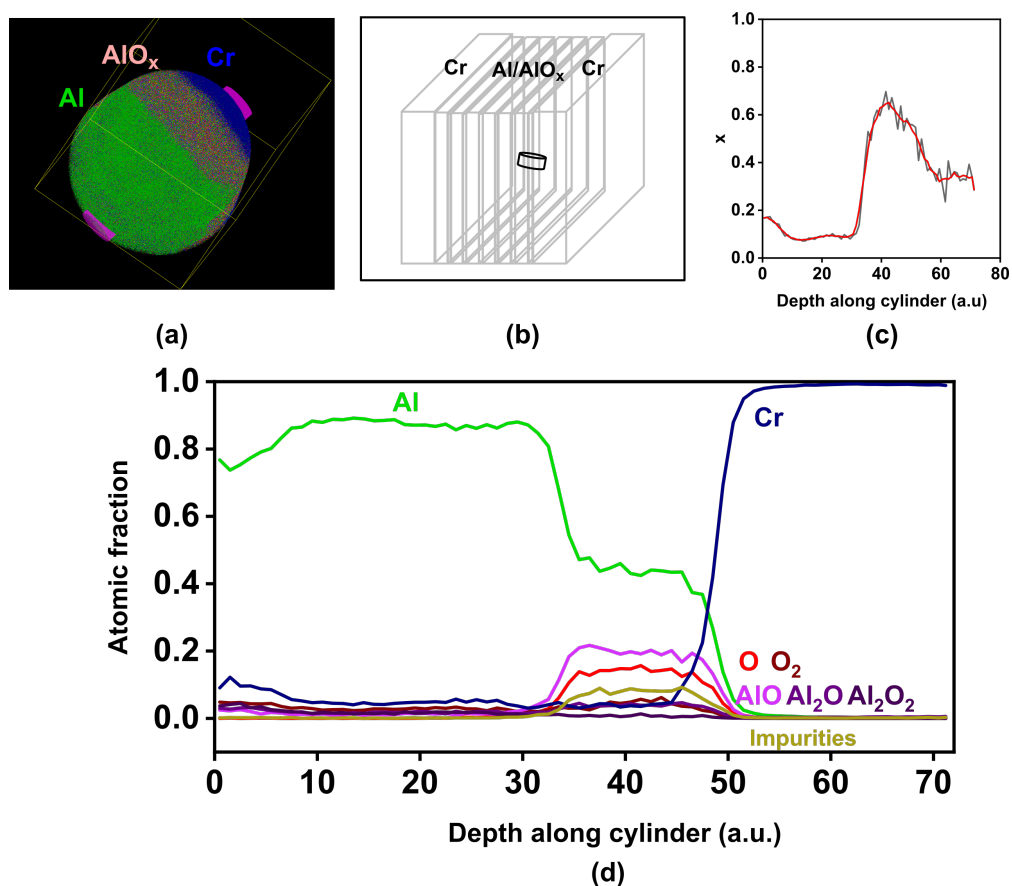 AlOₓ
Cr
Al
Cr
Al/AlOₓ
Cr
1.0
0.8
0.6
0.4
0.2
0.0
x
0 20 40 60 80
Depth along cylinder (a.u)
(a)
(b)
(c)
1.0
0.8
0.6
0.4
0.2
0.0
Atomic fraction
Al
Cr
O O₂
AlO Al₂O Al₂O₂
Impurities
0 10 20 30 40 50 60 70
Depth along cylinder (a.u.)
(d)